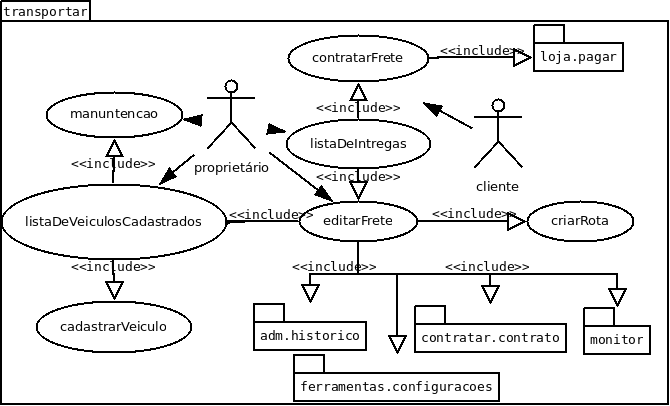 transportar
contratarFrete
<<include>>
loja.pagar
manuntencao
<<include>>
listaDeIntregas
<<include>>
proprietário
<<include>>
cliente
listaDeVeiculosCadastrados
<<include>>
editarFrete
<<include>>
criarRota
<<include>>
<<include>>
<<include>>
cadastrarVeiculo
adm.historico
contratar.contrato
monitor
ferramentas.configuracoes